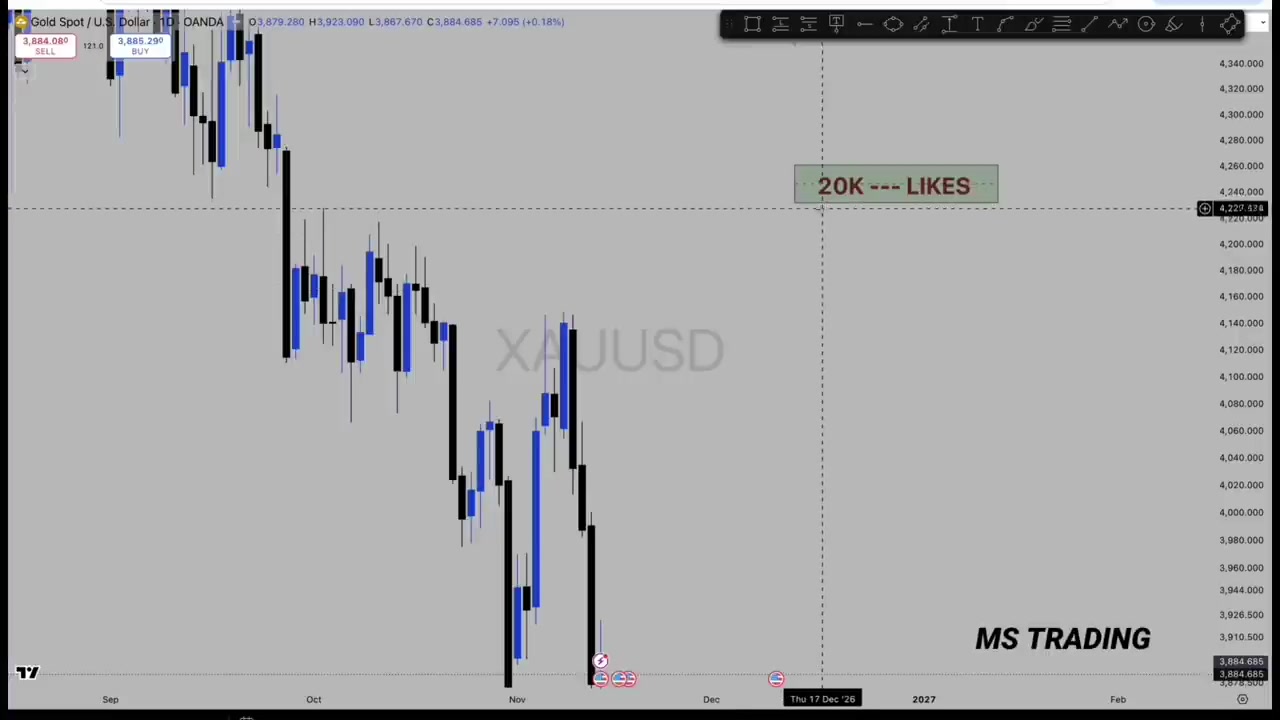 Gold Spot / U.S. Dollar · 1D · OANDA O3,879.280 H3,923.090 L3,867.670 C3,884.685 +7.095 (+0.18%)
3,884.080
SELL
121.0
3,885.290
BUY
4,340.000
4,320.000
4,300.000
4,280.000
4,260.000
20K --- LIKES
4,240.000
4,220.000
4,200.000
4,180.000
4,160.000
4,140.000
4,120.000
4,100.000
4,080.000
4,060.000
4,040.000
4,020.000
4,000.000
3,980.000
3,960.000
3,944.000
3,926.500
3,910.500
XAUUSD
MS TRADING
3,884.685
3,884.685
3,878.500
Sep
Oct
Nov
Dec
Thu 17 Dec '26
2027
Feb